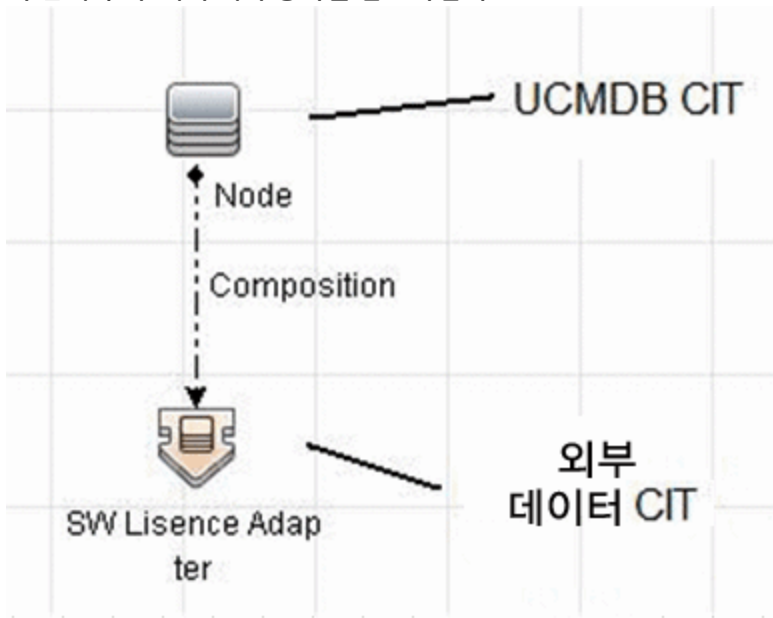 UCMDB CIT
Node
Composition
SW Lisence Adap
ter
외부
데이터 CIT